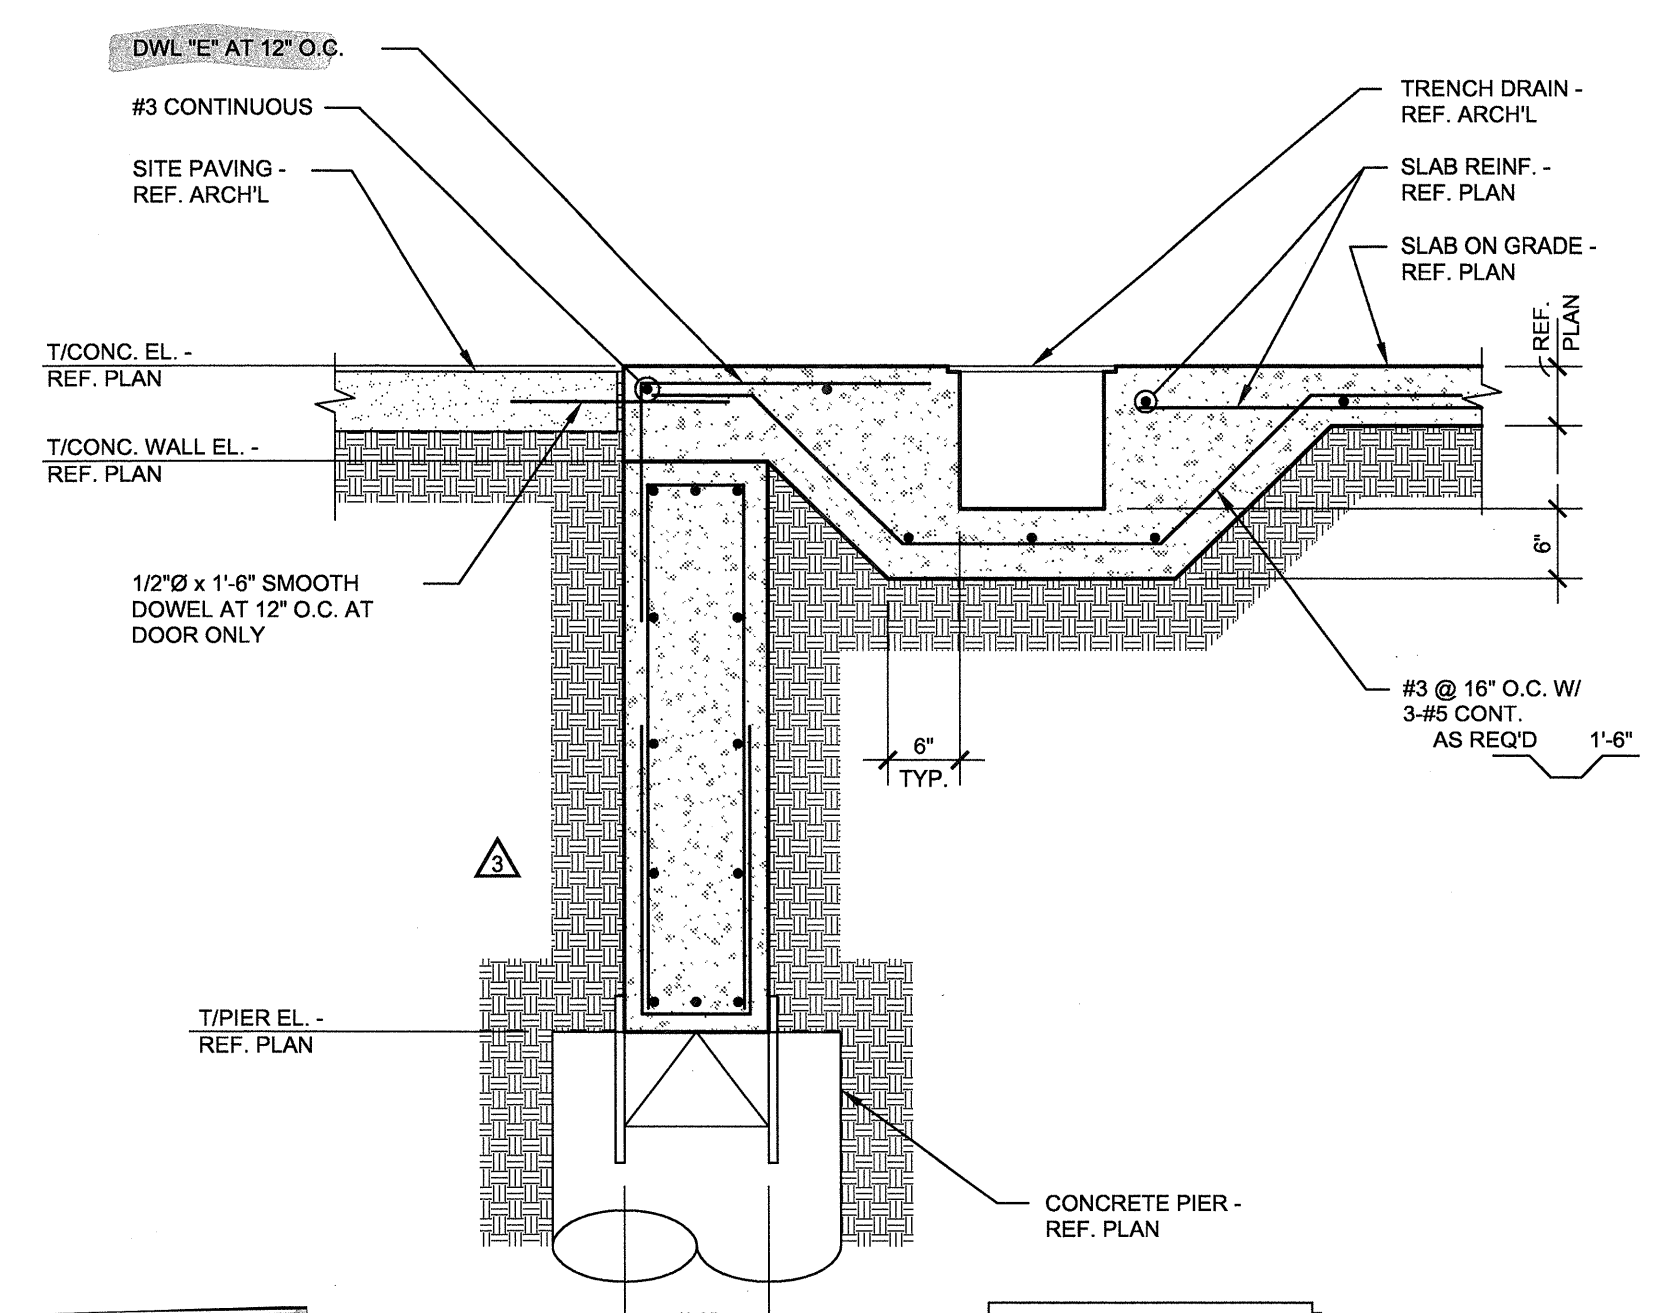 DWL "E" AT 12" O.C.
#3 CONTINUOUS
SITE PAVING -
REF. ARCH'L
T/CONC. EL. -
REF. PLAN
T/CONC. WALL EL. -
REF. PLAN
1/2"Ø x 1'-6" SMOOTH
DOWEL AT 12" O.C. AT
DOOR ONLY
3
T/PIER EL. -
REF. PLAN
TRENCH DRAIN -
REF. ARCH'L
SLAB REINF. -
REF. PLAN
SLAB ON GRADE -
REF. PLAN
REF.
PLAN
6"
#3 @ 16" O.C. W/
3-#5 CONT.
AS REQ'D 1'-6"
6"
TYP.
CONCRETE PIER -
REF. PLAN